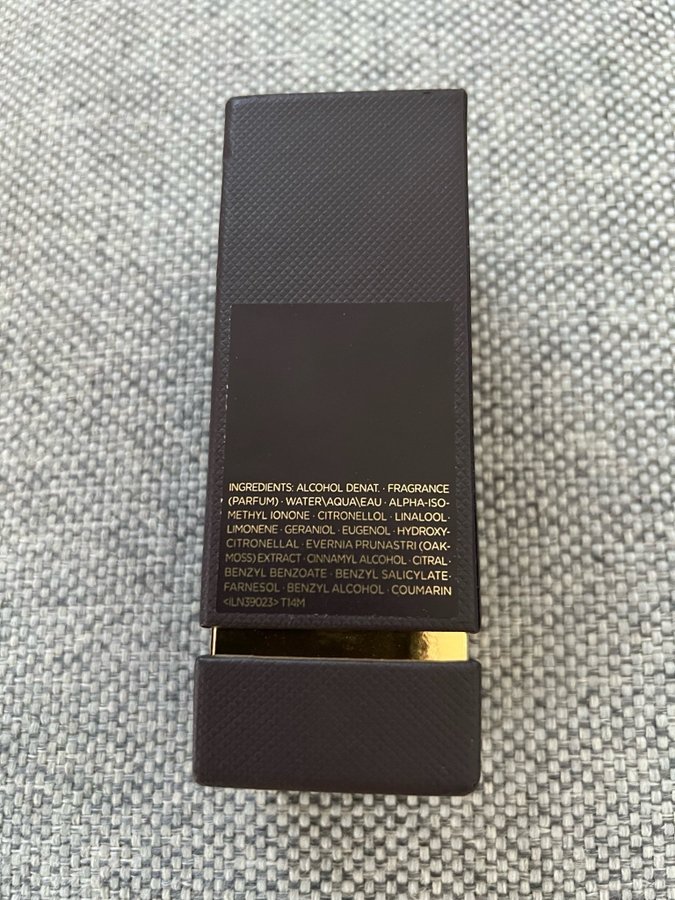 INGREDIENTS: ALCOHOL DENAT. · FRAGRANCE
(PARFUM) · WATER\AQUA\EAU · ALPHA-ISO-
METHYL IONONE · CITRONELLOL · LINALOOL ·
LIMONENE · GERANIOL · EUGENOL · HYDROXY-
CITRONELLAL · EVERNIA PRUNASTRI (OAK-
MOSS) EXTRACT · CINNAMYL ALCOHOL · CITRAL ·
BENZYL BENZOATE · BENZYL SALICYLATE ·
FARNESOL · BENZYL ALCOHOL · COUMARIN
<ILN39023> T14M